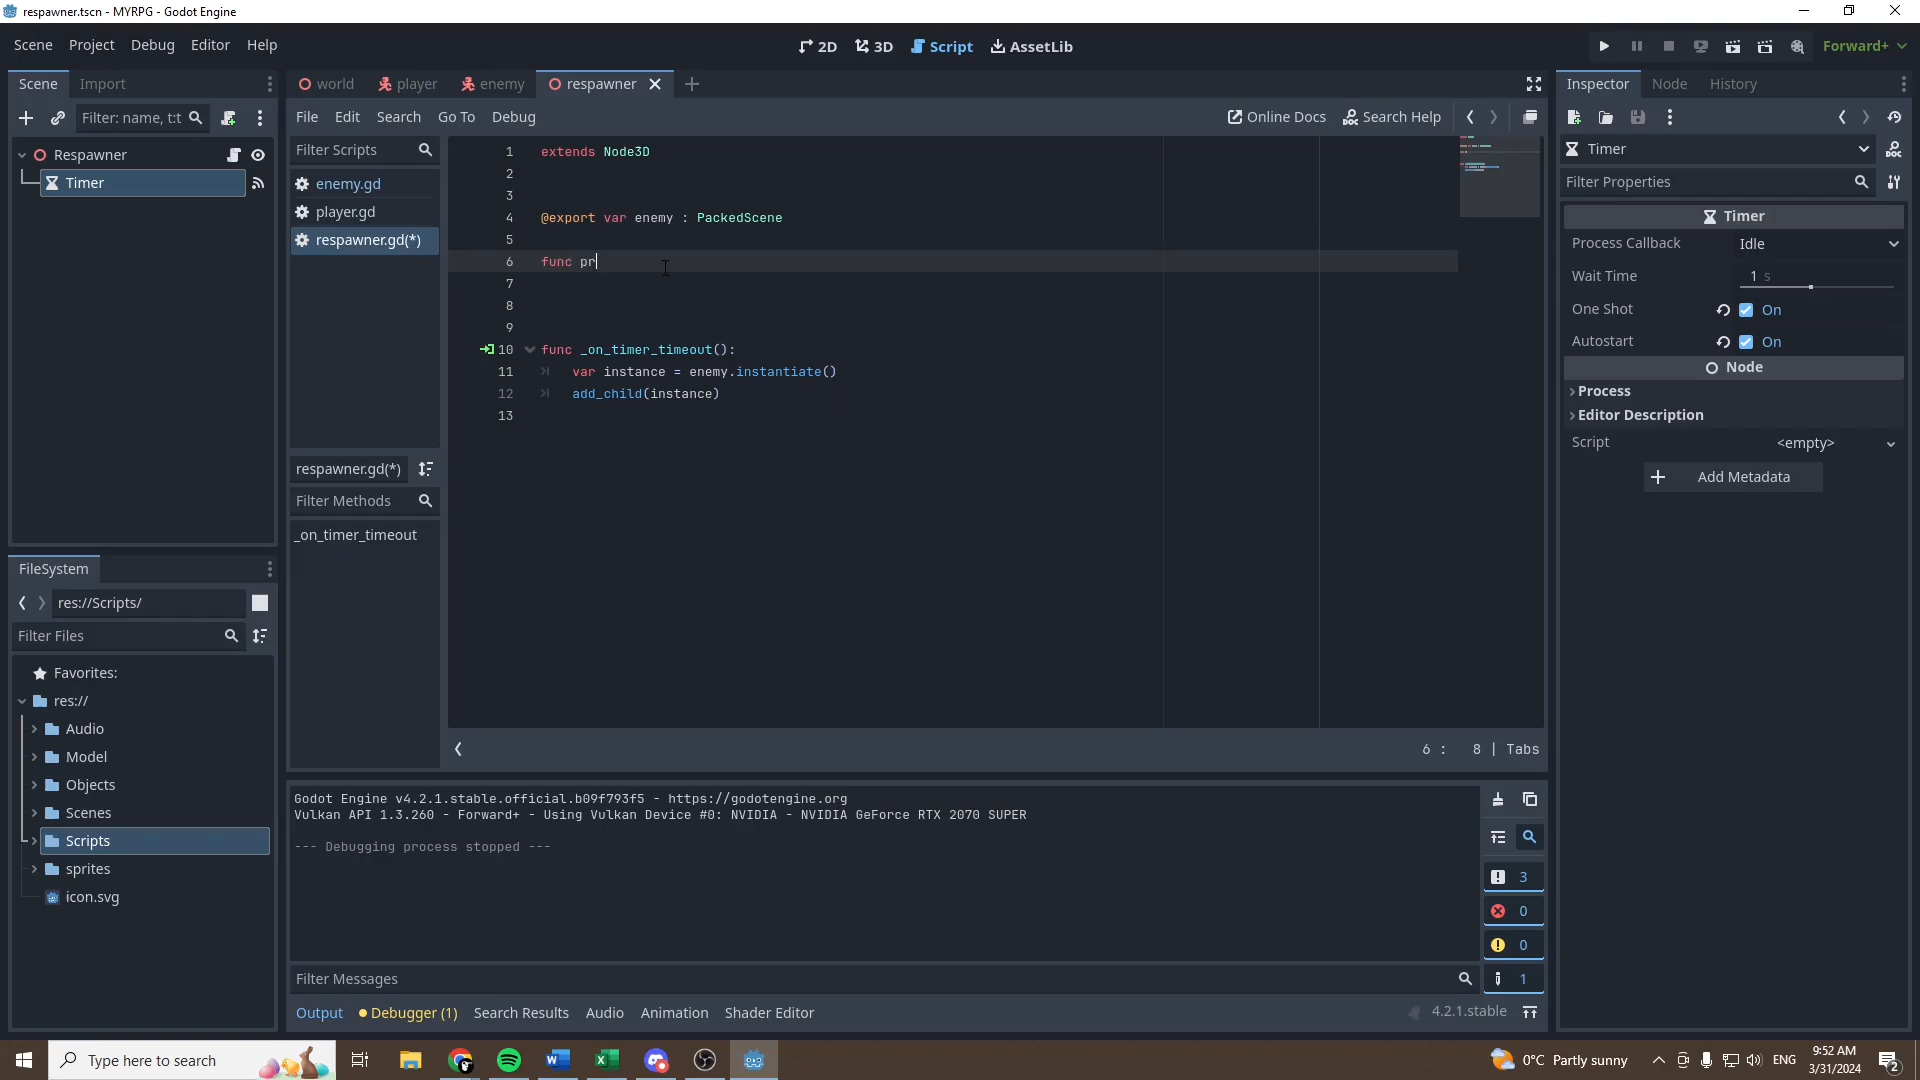 respawner.tscn - MYRPG - Godot Engine
Scene Project Debug Editor Help
2D 3D Script AssetLib
Forward+
Scene Import
world player enemy respawner
Inspector Node History
Filter: name, t:t
File Edit Search Go To Debug
Online Docs Search Help
Filter Scripts
Respawner
Timer
enemy.gd
player.gd
respawner.gd(*)
1 extends Node3D
2
3
4 @export var enemy : PackedScene
5
6 func pr
7
8
9
10 func _on_timer_timeout():
11 var instance = enemy.instantiate()
12 add_child(instance)
13
respawner.gd(*)
Filter Methods
_on_timer_timeout
6 : 8 | Tabs
Timer
Filter Properties
Timer
Process Callback Idle
Wait Time 1 s
One Shot On
Autostart On
Node
Process
Editor Description
Script <empty>
Add Metadata
FileSystem
res://Scripts/
Filter Files
Favorites:
res://
Audio
Model
Objects
Scenes
Scripts
sprites
icon.svg
Godot Engine v4.2.1.stable.official.b09f793f5 - https://godotengine.org
Vulkan API 1.3.260 - Forward+ - Using Vulkan Device #0: NVIDIA - NVIDIA GeForce RTX 2070 SUPER
--- Debugging process stopped ---
3
0
0
1
Filter Messages
Output Debugger (1) Search Results Audio Animation Shader Editor
4.2.1.stable
Type here to search
0°C Partly sunny
ENG
9:52 AM
3/31/2024
2